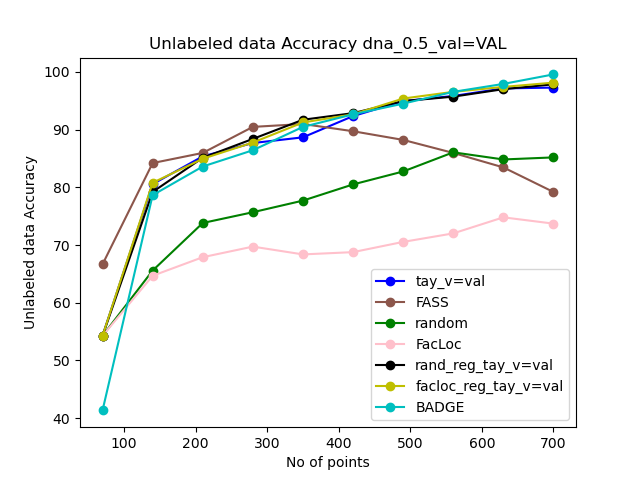 Unlabeled data Accuracy dna_0.5_val=VAL
100
90
80
70
60
50
40
Unlabeled data Accuracy
100
200
300
400
500
600
700
No of points
tay_v=val
FASS
random
FacLoc
rand_reg_tay_v=val
facloc_reg_tay_v=val
BADGE